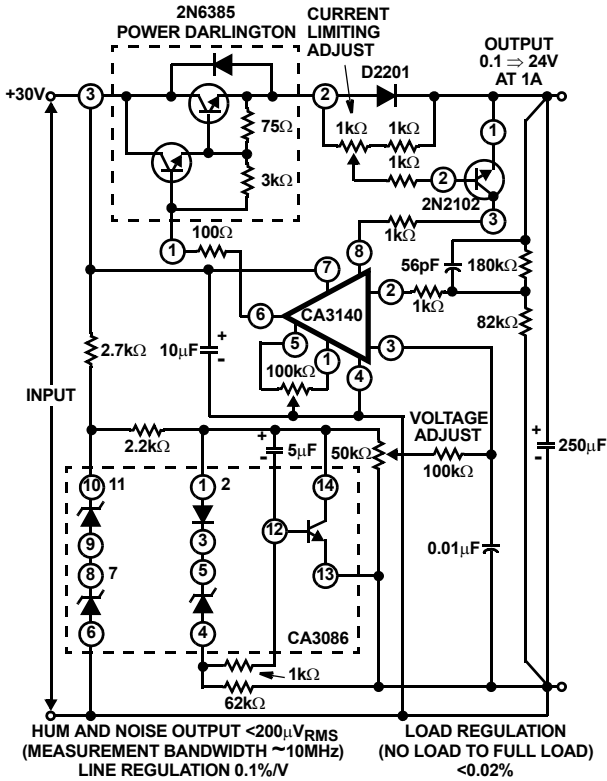 2N6385
POWER DARLINGTON
CURRENT
LIMITING
ADJUST
OUTPUT
0.1 ⇒ 24V
AT 1A
+30V
3
2
D2201
1
75Ω
1kΩ
1kΩ
1kΩ
3kΩ
2
2N2102
3
1
100Ω
8
1kΩ
7
56pF
180kΩ
6
CA3140
2
1kΩ
82kΩ
2.7kΩ
10μF
+
-
5
1
3
4
100kΩ
INPUT
VOLTAGE
ADJUST
2.2kΩ
+
-
5μF
50kΩ
100kΩ
+
-
250μF
10
11
1
2
14
9
3
12
0.01μF
8
7
5
13
6
4
CA3086
1kΩ
62kΩ
HUM AND NOISE OUTPUT <200μVRMS
(MEASUREMENT BANDWIDTH ~10MHz)
LINE REGULATION 0.1%/V
LOAD REGULATION
(NO LOAD TO FULL LOAD)
<0.02%